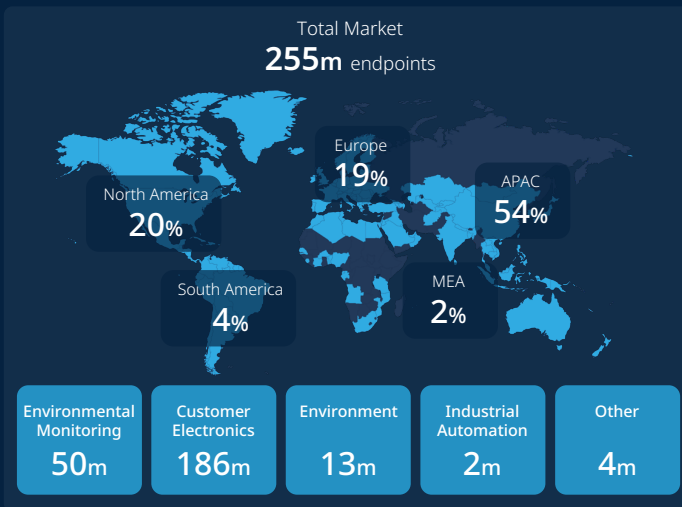 Total Market
255m endpoints
Europe
19%
APAC
54%
North America
20%
MEA
2%
South America
4%
Environmental
Monitoring
50m
Customer
Electronics
186m
Environment
13m
Industrial
Automation
2m
Other
4m